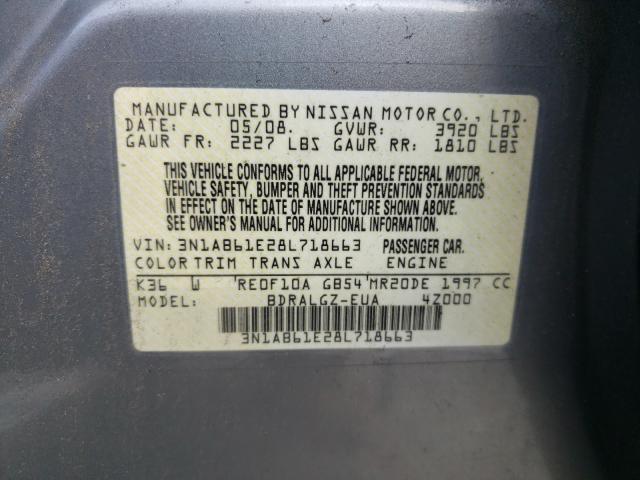 MANUFACTURED BY NISSAN MOTOR CO., LTD.
DATE: 05/08. GVWR: 3920 LBS
GAWR FR: 2227 LBS GAWR RR: 1810 LBS
THIS VEHICLE CONFORMS TO ALL APPLICABLE FEDERAL MOTOR,
VEHICLE SAFETY, BUMPER AND THEFT PREVENTION STANDARDS
IN EFFECT ON THE DATE OF MANUFACTURE SHOWN ABOVE.
SEE OWNER'S MANUAL FOR ADDITIONAL INFORMATION.
VIN: 3N1AB61E28L718663 PASSENGER CAR.
COLOR TRIM TRANS AXLE ENGINE
K36 W RE0F10A GB54 MR20DE 1997 CC
MODEL: BDRALGZ-EUA 4Z000
3N1AB61E28L718663